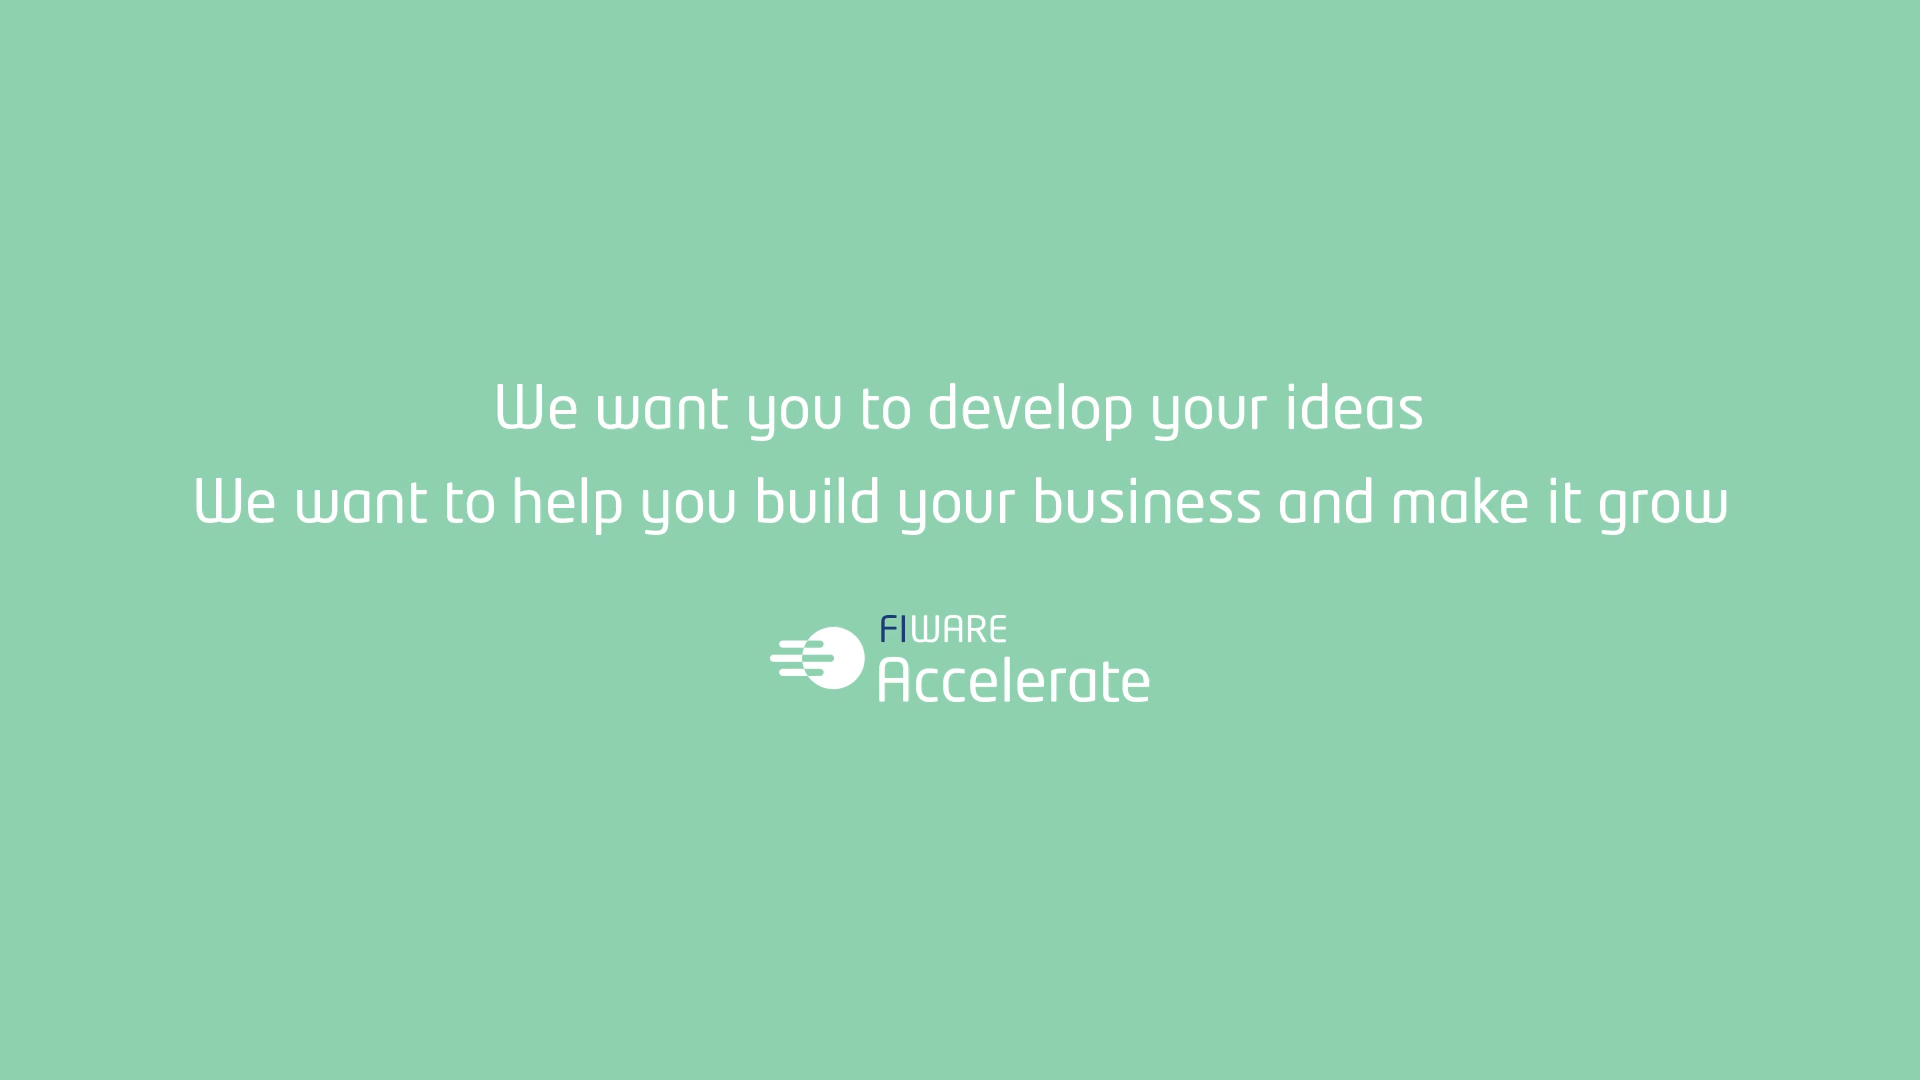 We want you to develop your ideas
We want to help you build your business and make it grow
FIWARE
Accelerate